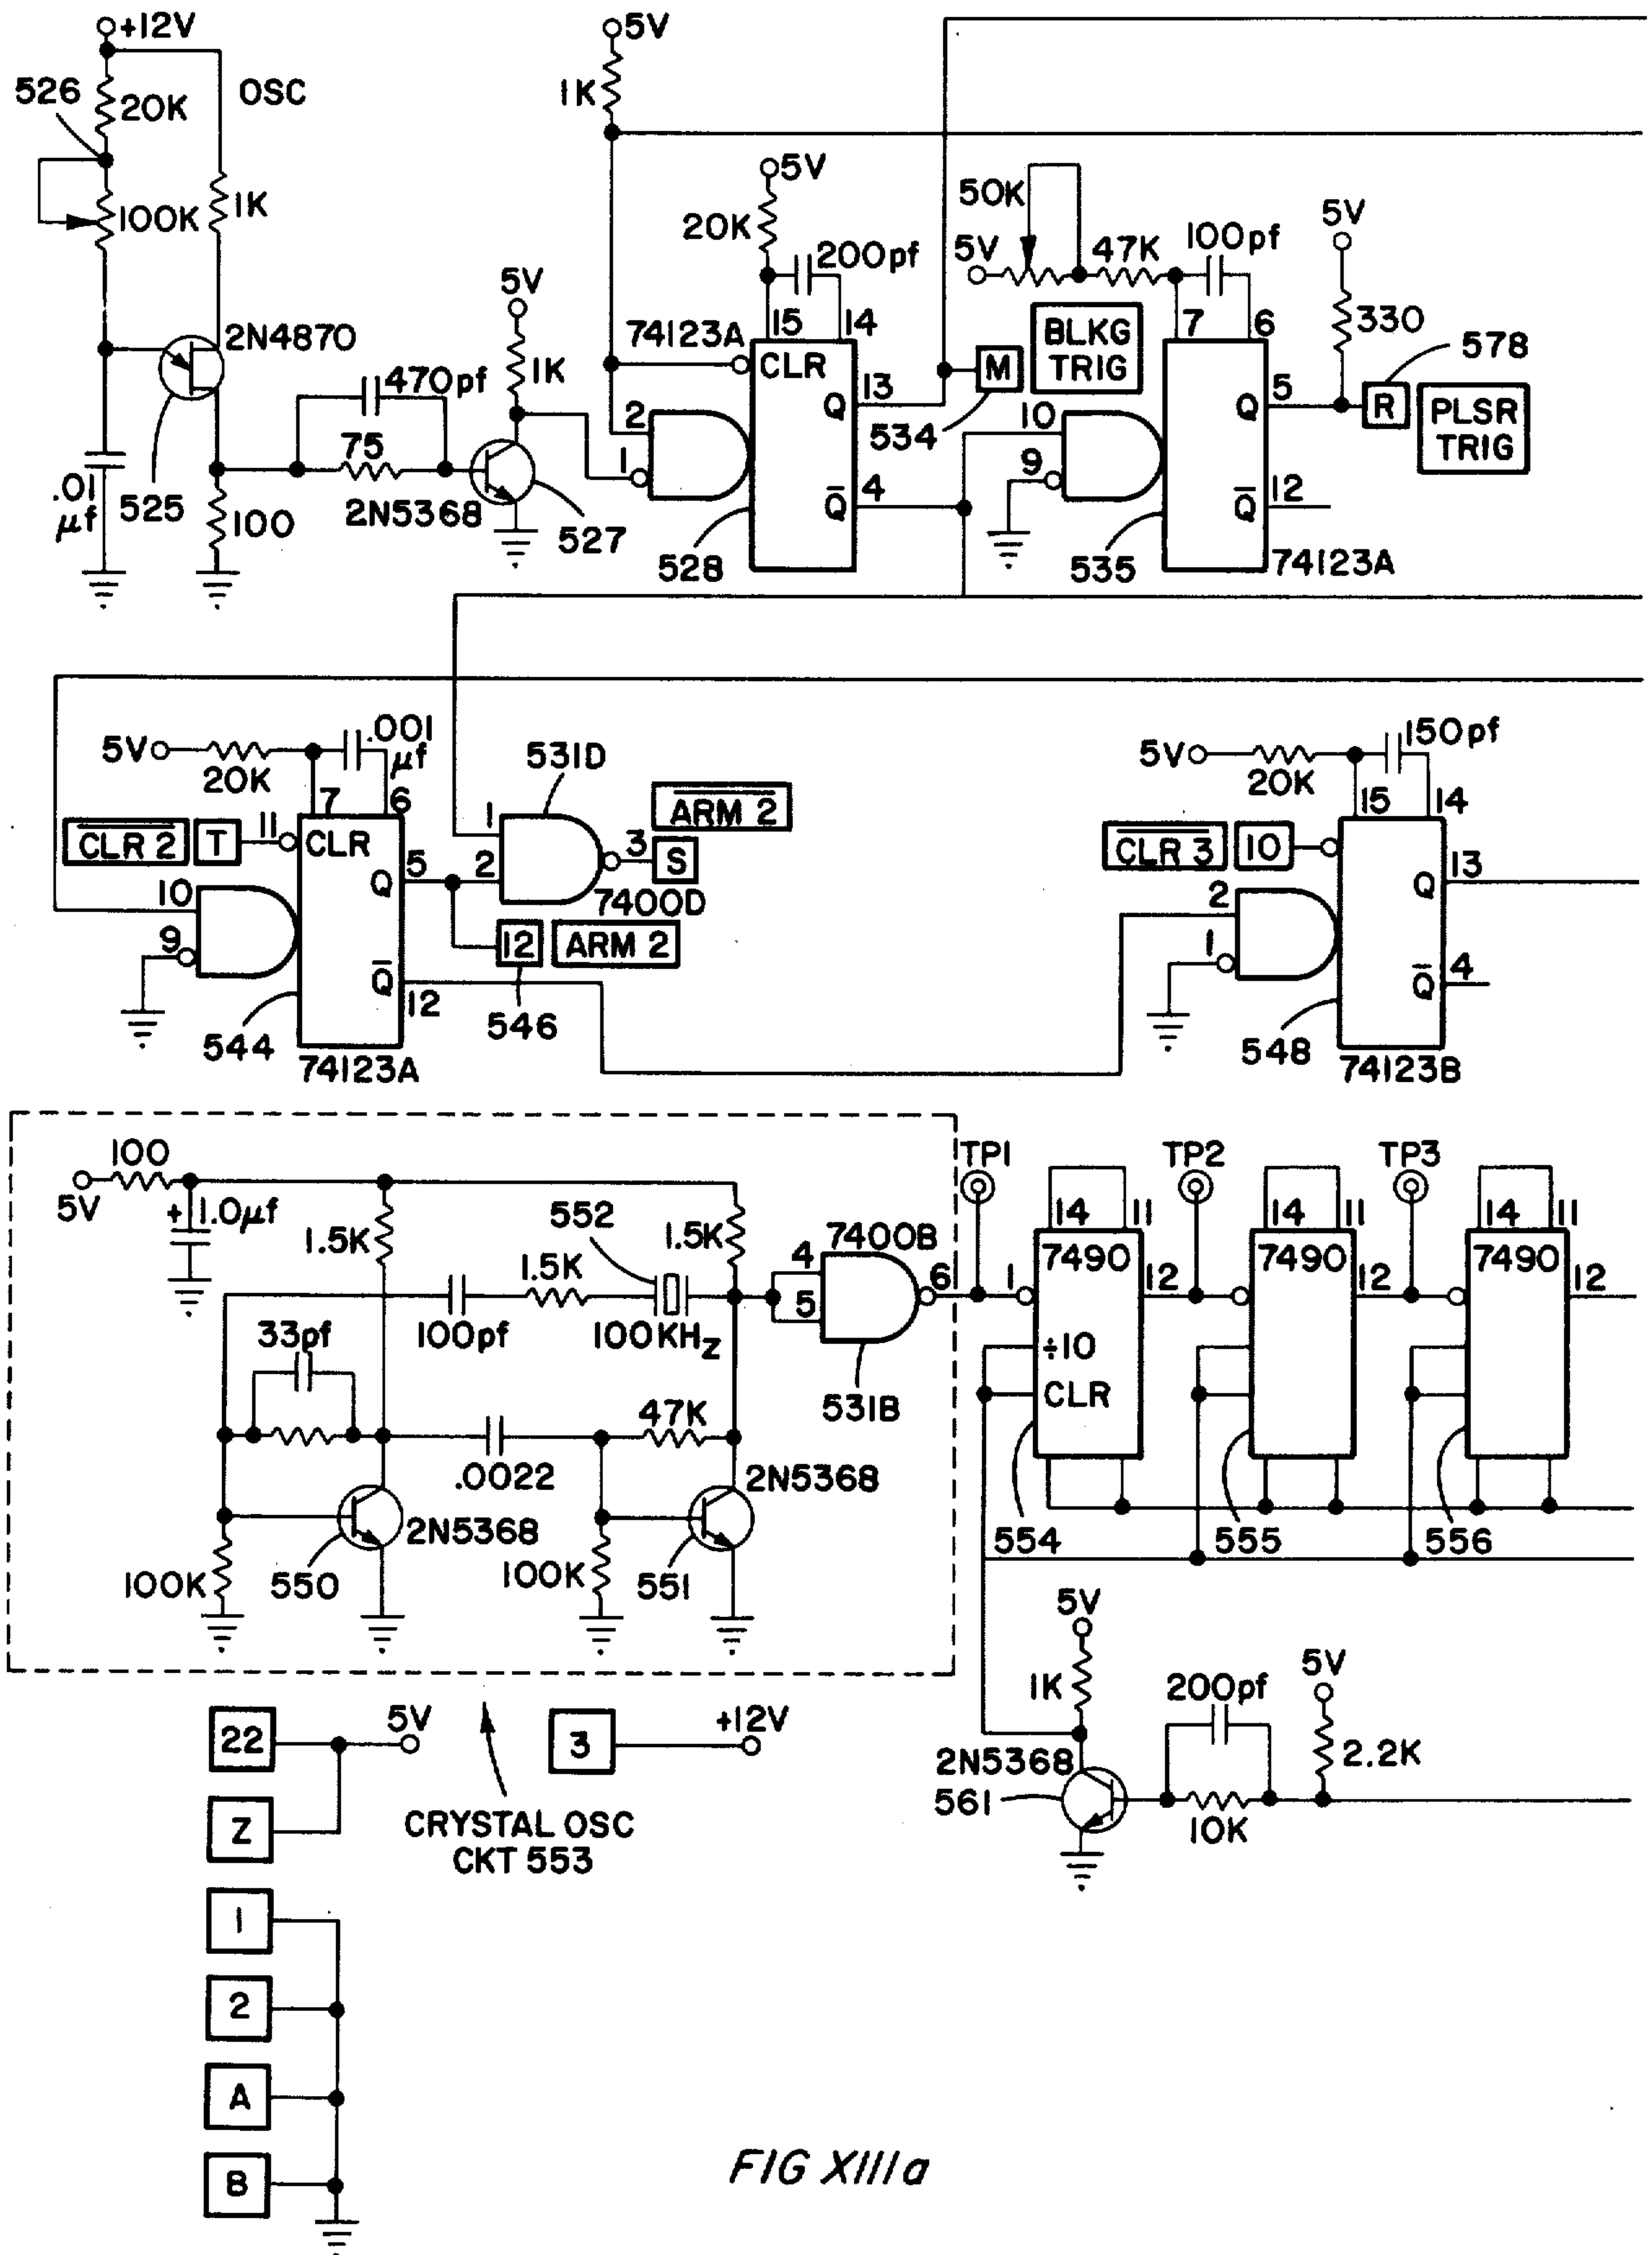 +12V
5V
526
20K
OSC
1K
5V
50K
5V
100K
1K
20K
200pf
5V
47K
100pf
5V
2N4870
74123A
15
14
BLKG
TRIG
7
6
330
578
470pf
1K
CLR
M
5
R
PLSR
TRIG
2
Q
13
534
10
Q
75
1
9
.01
μf
525
100
2N5368
527
Q̅
4
Q̅
12
528
535
74123A
5V
20K
.001
μf
531D
A̅R̅M̅ ̅2̅
5V
20K
150pf
7
6
1
15
14
C̅L̅R̅ ̅2̅
T
11
CLR
3
S
C̅L̅R̅ ̅3̅
10
Q
5
2
7400D
Q
13
10
12
ARM 2
2
9
1
Q̅
12
546
Q̅
4
544
74123A
548
74123B
100
5V
+
1.0μf
1.5K
552
1.5K
1.5K
7400B
TP1
TP2
TP3
14
11
14
11
14
11
4
5
6
1
7490
12
7490
12
7490
12
33pf
100pf
100KHz
÷10
CLR
531B
47K
.0022
2N5368
2N5368
550
551
554
555
556
100K
100K
5V
1K
200pf
5V
22
5V
3
+12V
2N5368
561
10K
2.2K
Z
CRYSTAL OSC
CKT 553
1
2
A
B
FIG XIIIa